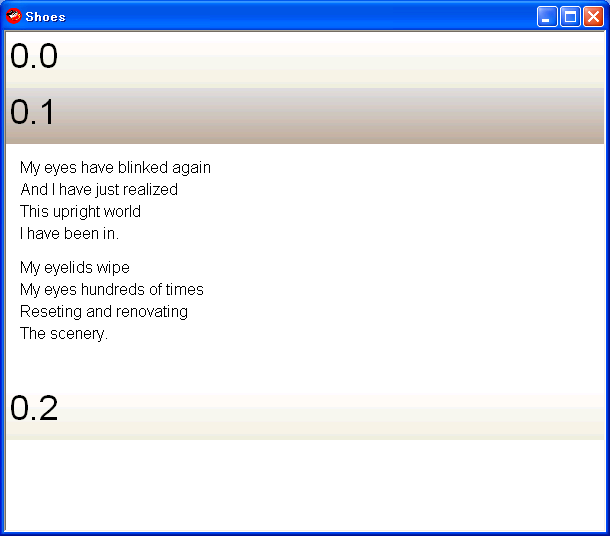 Shoes
0.0
0.1
My eyes have blinked again
And I have just realized
This upright world
I have been in.
My eyelids wipe
My eyes hundreds of times
Reseting and renovating
The scenery.
0.2